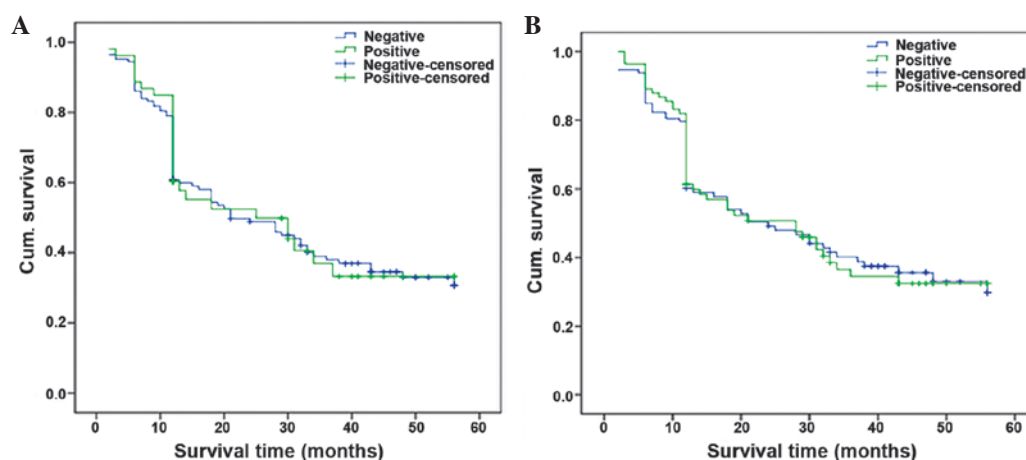 A
Cum. survival
1.0
0.8
0.6
0.4
0.2
0.0
Negative
Positive
Negative-censored
Positive-censored
0 10 20 30 40 50 60
Survival time (months)
B
Cum. survival
1.0
0.8
0.6
0.4
0.2
0.0
Negative
Positive
Negative-censored
Positive-censored
0 10 20 30 40 50 60
Survival time (months)